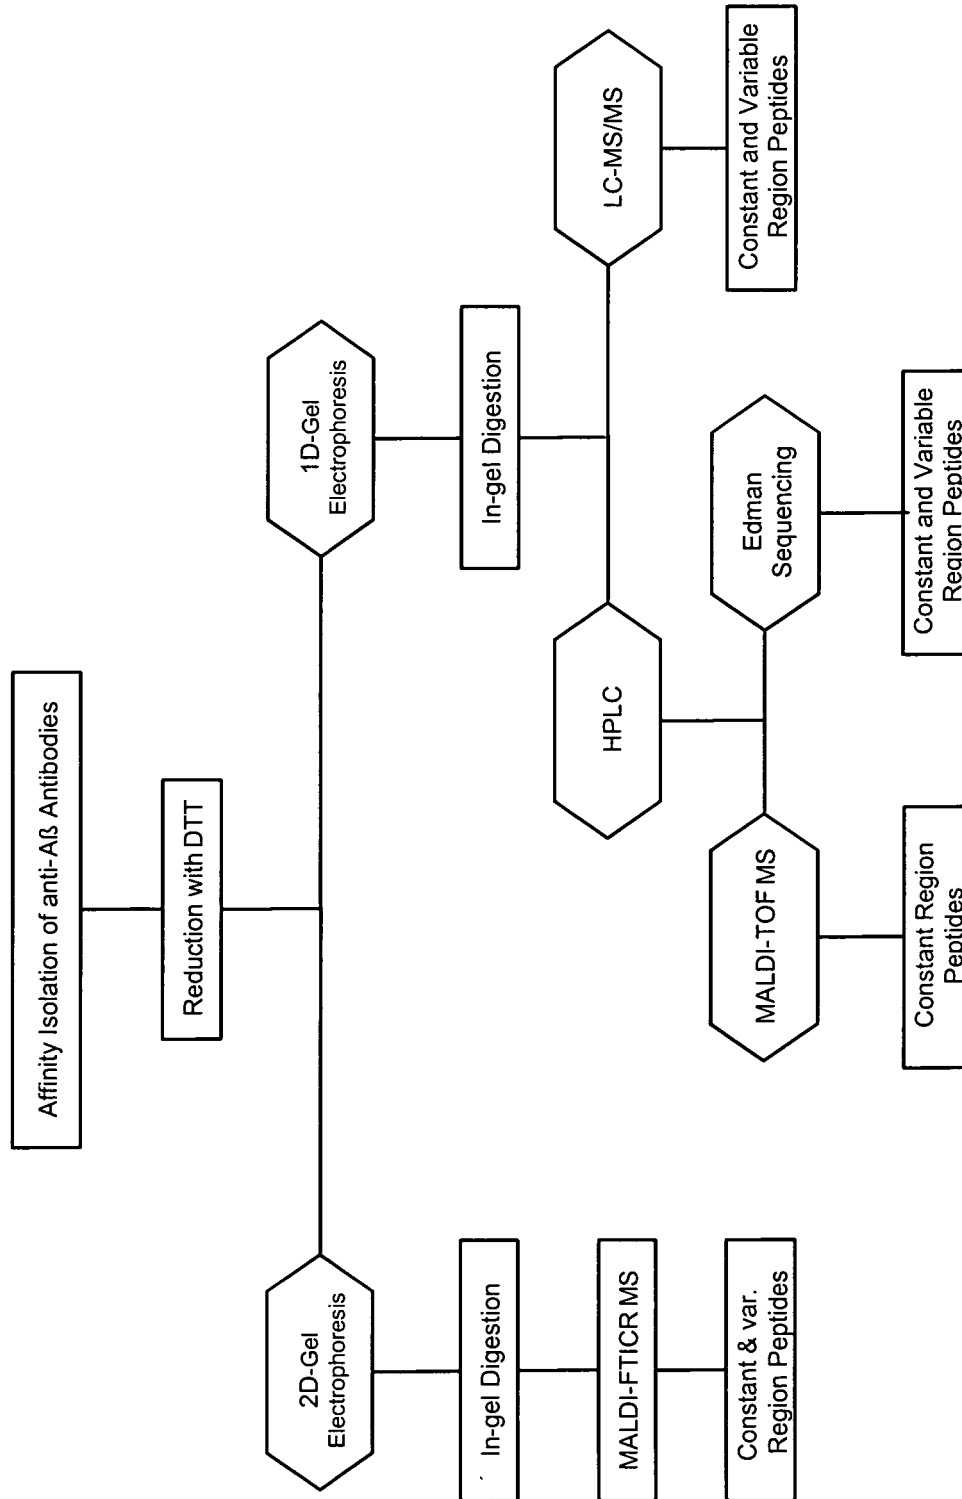 Affinity Isolation of anti-Aß Antibodies
Reduction with DTT
2D-Gel
Electrophoresis
1D-Gel
Electrophoresis
In-gel Digestion
In-gel Digestion
MALDI-FTICR MS
HPLC
LC-MS/MS
Constant & var.
Region Peptides
MALDI-TOF MS
Edman
Sequencing
Constant and Variable
Region Peptides
Constant Region
Peptides
Constant and Variable
Region Peptides